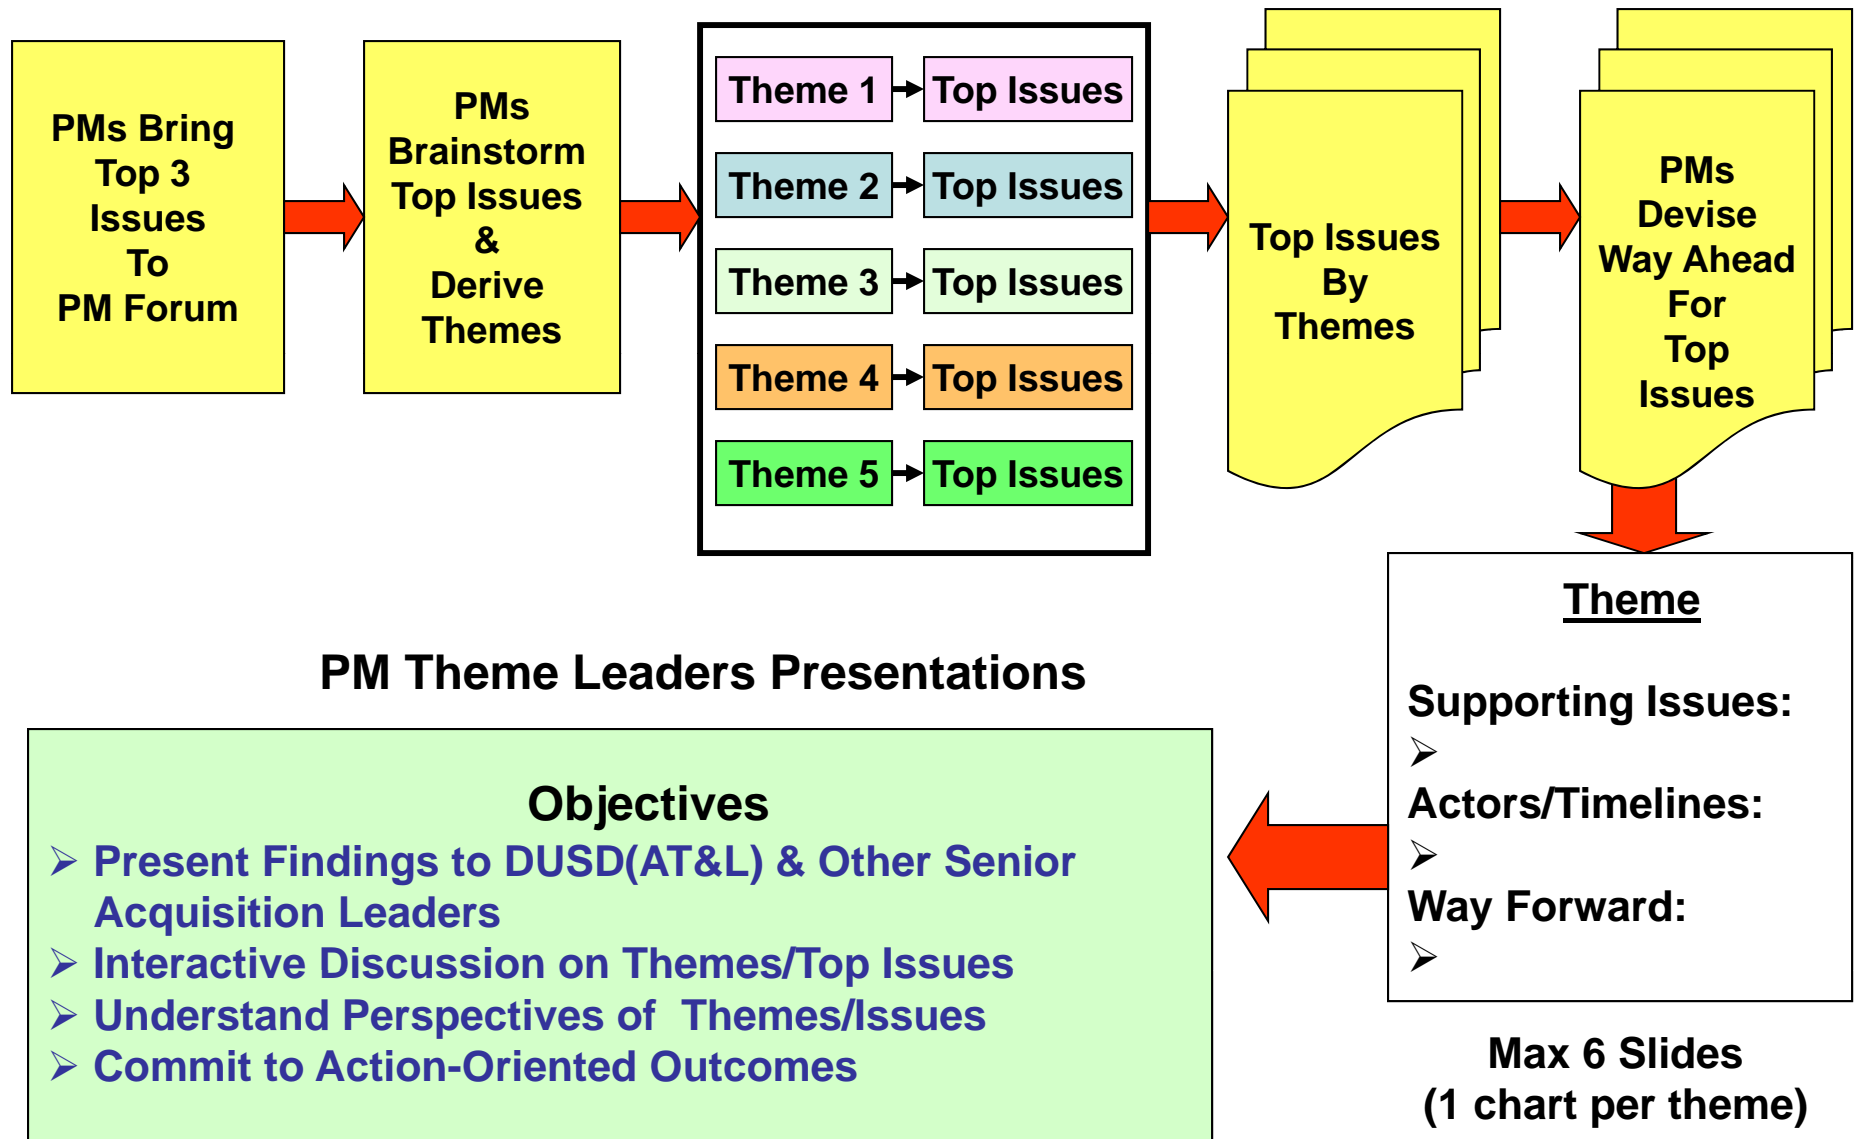 PMs Bring
Top 3
Issues
To
PM Forum
PMs
Brainstorm
Top Issues
&
Derive
Themes
Theme 1
Top Issues
Theme 2
Top Issues
Theme 3
Top Issues
Theme 4
Top Issues
Theme 5
Top Issues
Top Issues
By
Themes
PMs
Devise
Way Ahead
For
Top
Issues
Theme
Supporting Issues:
➢
Actors/Timelines:
➢
Way Forward:
➢
Max 6 Slides
(1 chart per theme)
PM Theme Leaders Presentations
Objectives
➢ Present Findings to DUSD(AT&L) & Other Senior
Acquisition Leaders
➢ Interactive Discussion on Themes/Top Issues
➢ Understand Perspectives of Themes/Issues
➢ Commit to Action-Oriented Outcomes